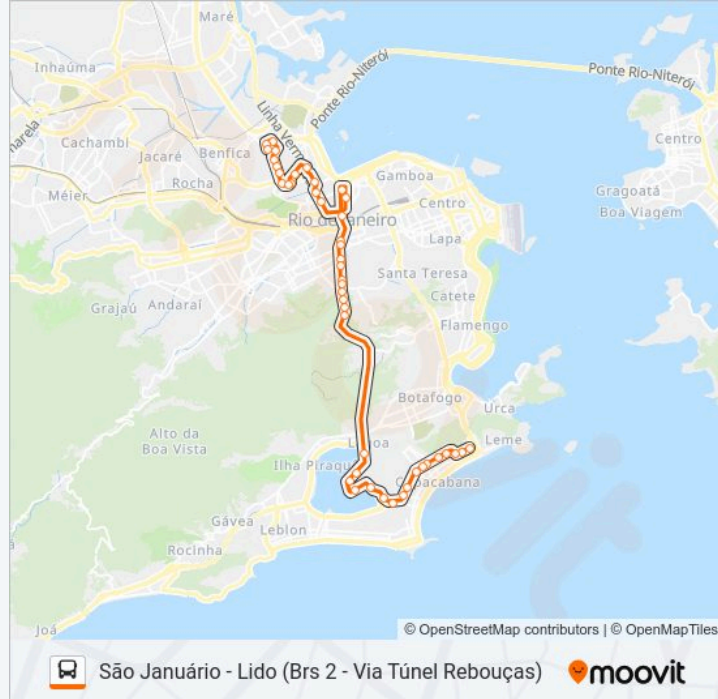 Maré
Inhaúma
Ponte Rio-Niterói
Ponte Rio-Niterói
Linha Verm
marela
Cachambi
Jacaré
Benfica
Centro
Méier
Rocha
Gamboa
Gragoatá
Boa Viagem
Centro
Rio de Janeiro
Lapa
Santa Teresa
Grajaú
Andaraí
Catete
Flamengo
Botafogo
Urca
Alto da
Boa Vista
Lagoa
Leme
Ilha Piraqu
Copacabana
Gávea
Leblon
Rocinha
Joá
© OpenStreetMap contributors | © OpenMapTiles
São Januário - Lido (Brs 2 - Via Túnel Rebouças)
moovit